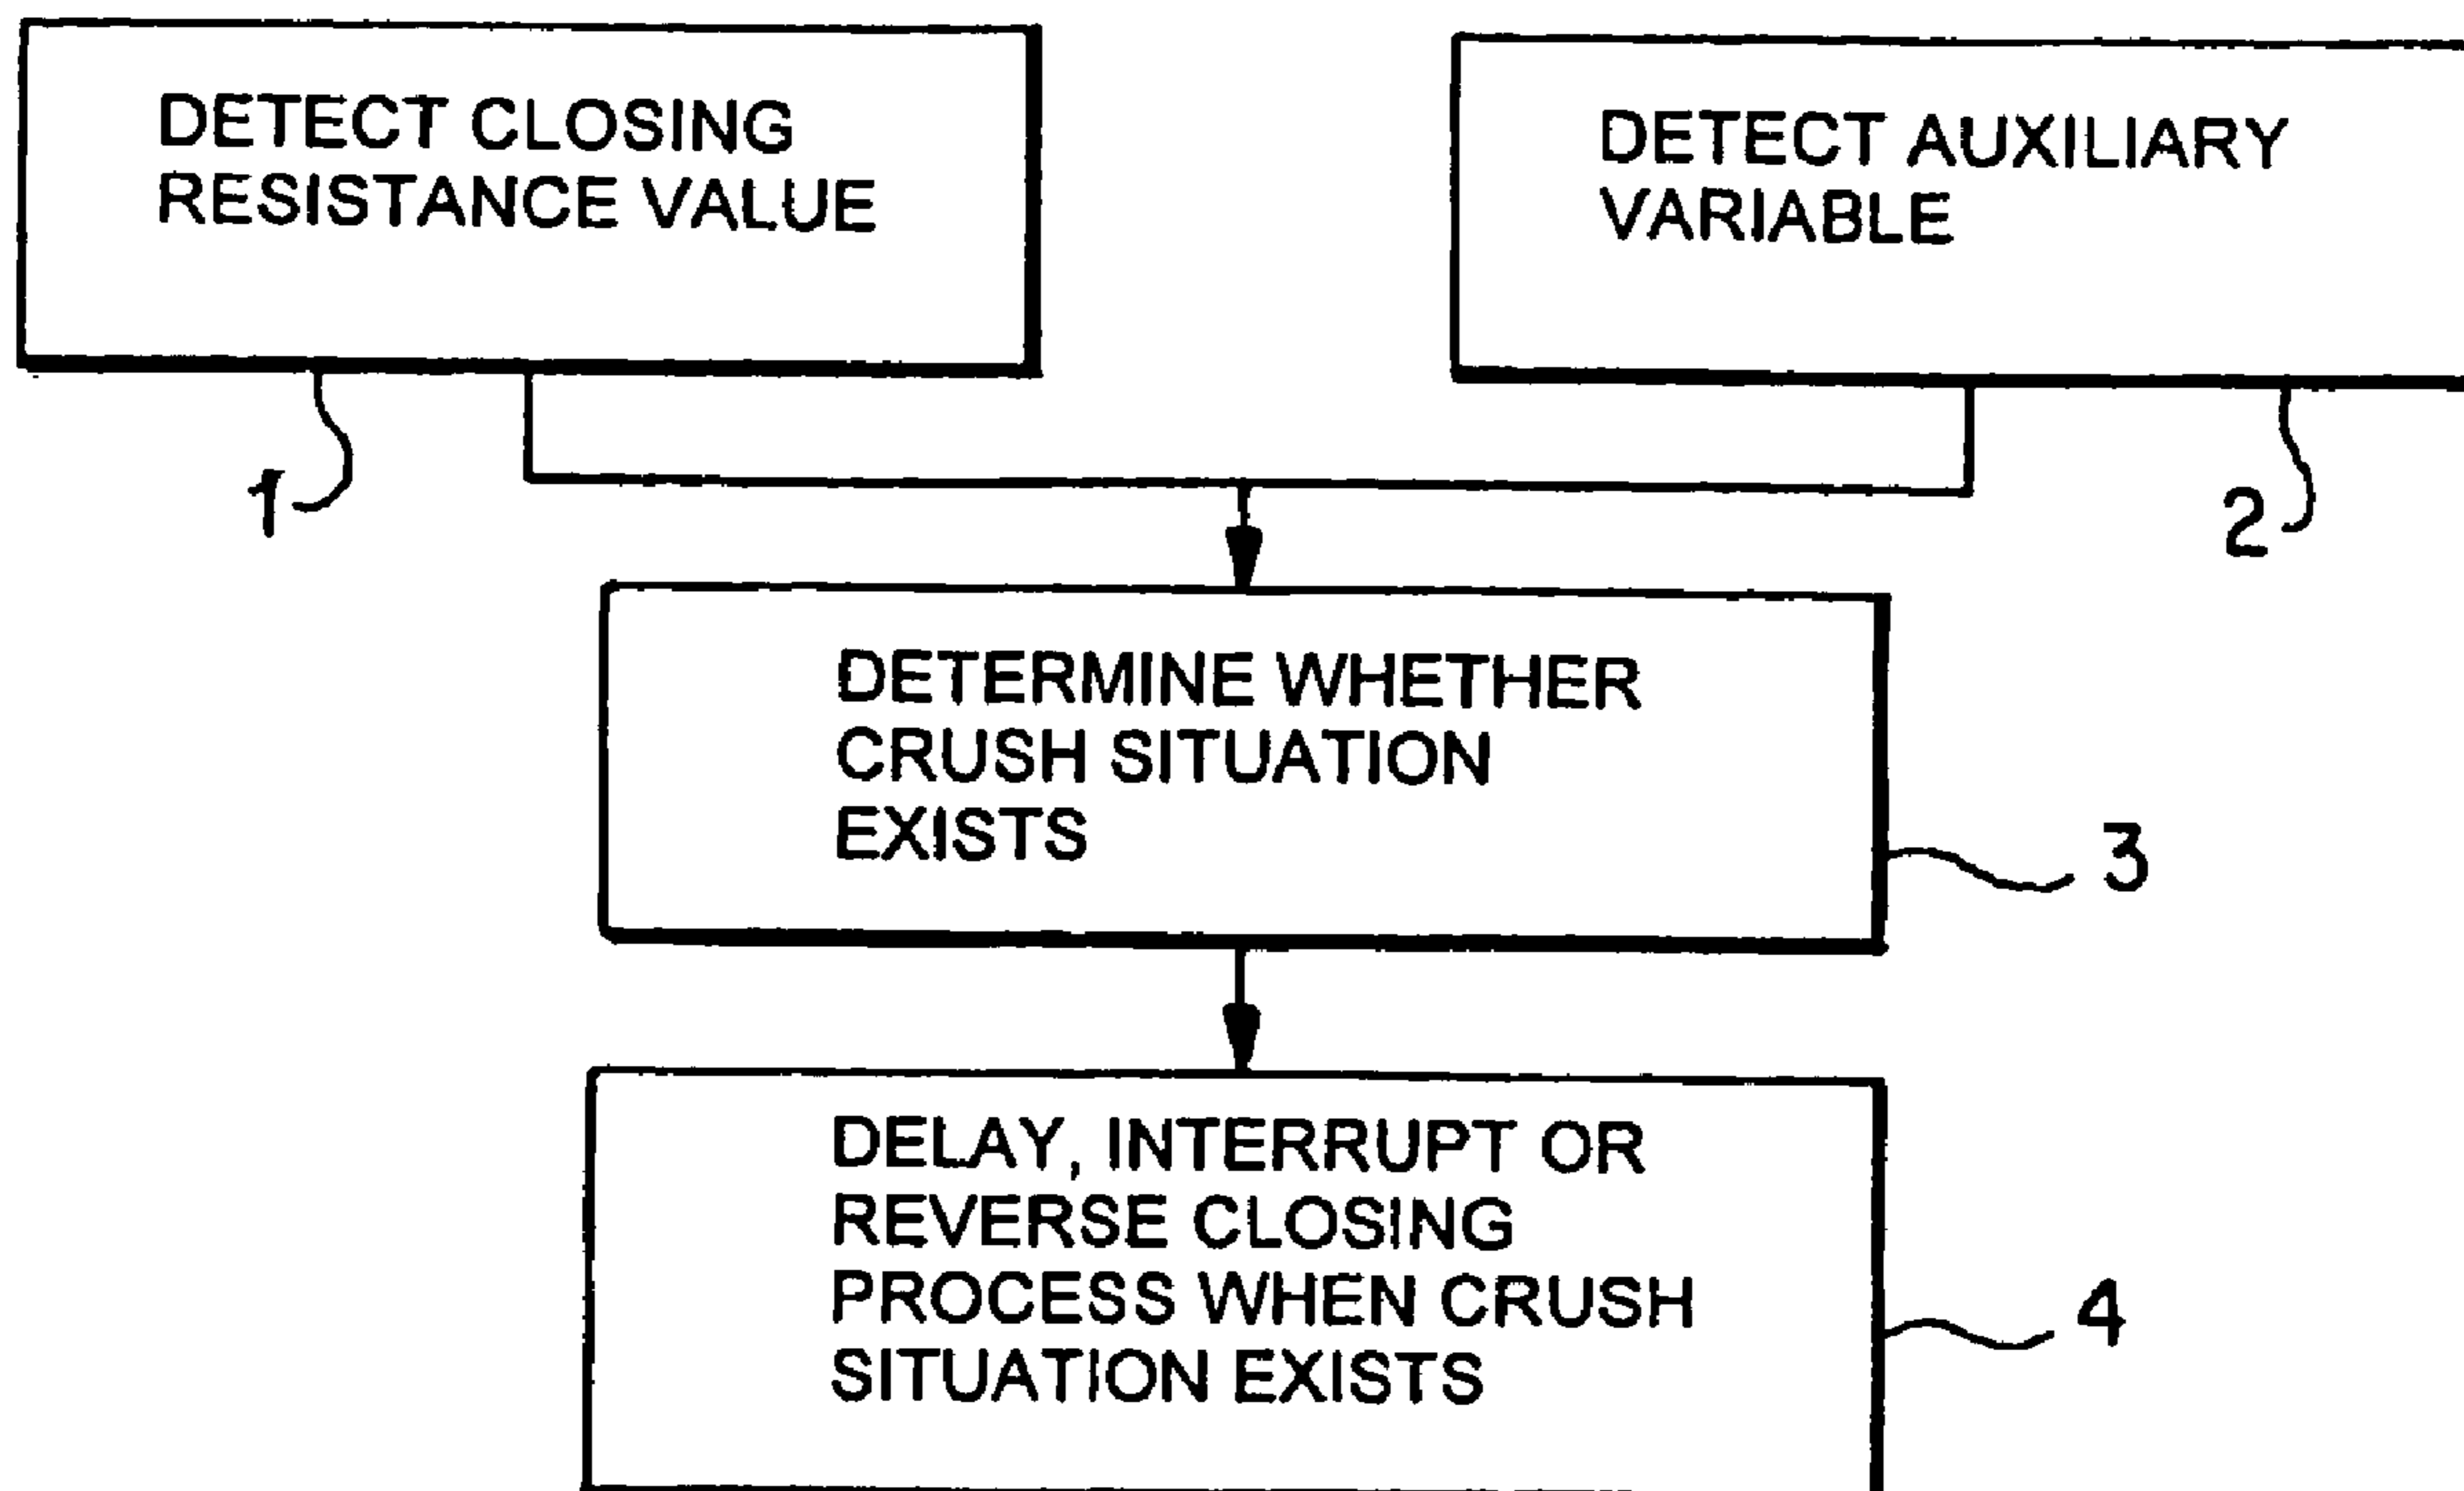 DETECT CLOSING
RESISTANCE VALUE
DETECT AUXILIARY
VARIABLE
1
2
DETERMINE WHETHER
CRUSH SITUATION
EXISTS
3
DELAY, INTERRUPT OR
REVERSE CLOSING
PROCESS WHEN CRUSH
SITUATION EXISTS
4